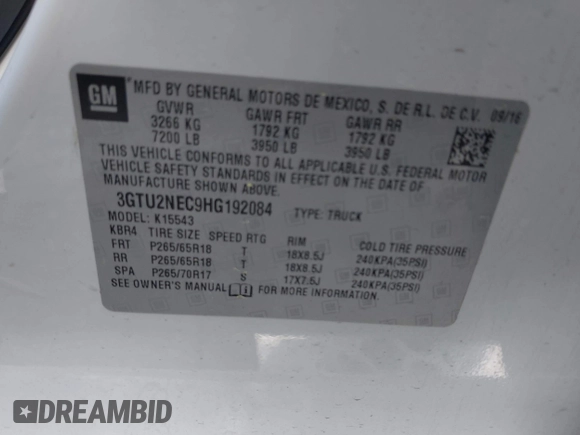 GM
MFD BY GENERAL MOTORS DE MEXICO, S. DE R.L. DE C.V. 09/16
GVWR GAWR FRT GAWR RR
3266 KG 1792 KG 1792 KG
7200 LB 3950 LB 3950 LB
THIS VEHICLE CONFORMS TO ALL APPLICABLE U.S. FEDERAL MOTOR
VEHICLE SAFETY STANDARDS IN EFFECT ON THE DATE OF
MANUFACTURE SHOWN ABOVE.
3GTU2NEC9HG192084 TYPE: TRUCK
MODEL: K15543
KBR4 TIRE SIZE SPEED RTG RIM COLD TIRE PRESSURE
FRT P265/65R18 T 18X8.5J 240KPA(35PSI)
RR P265/65R18 T 18X8.5J 240KPA(35PSI)
SPA P265/70R17 S 17X7.5J 240KPA(35PSI)
SEE OWNER'S MANUAL FOR MORE INFORMATION.
DREAMBID